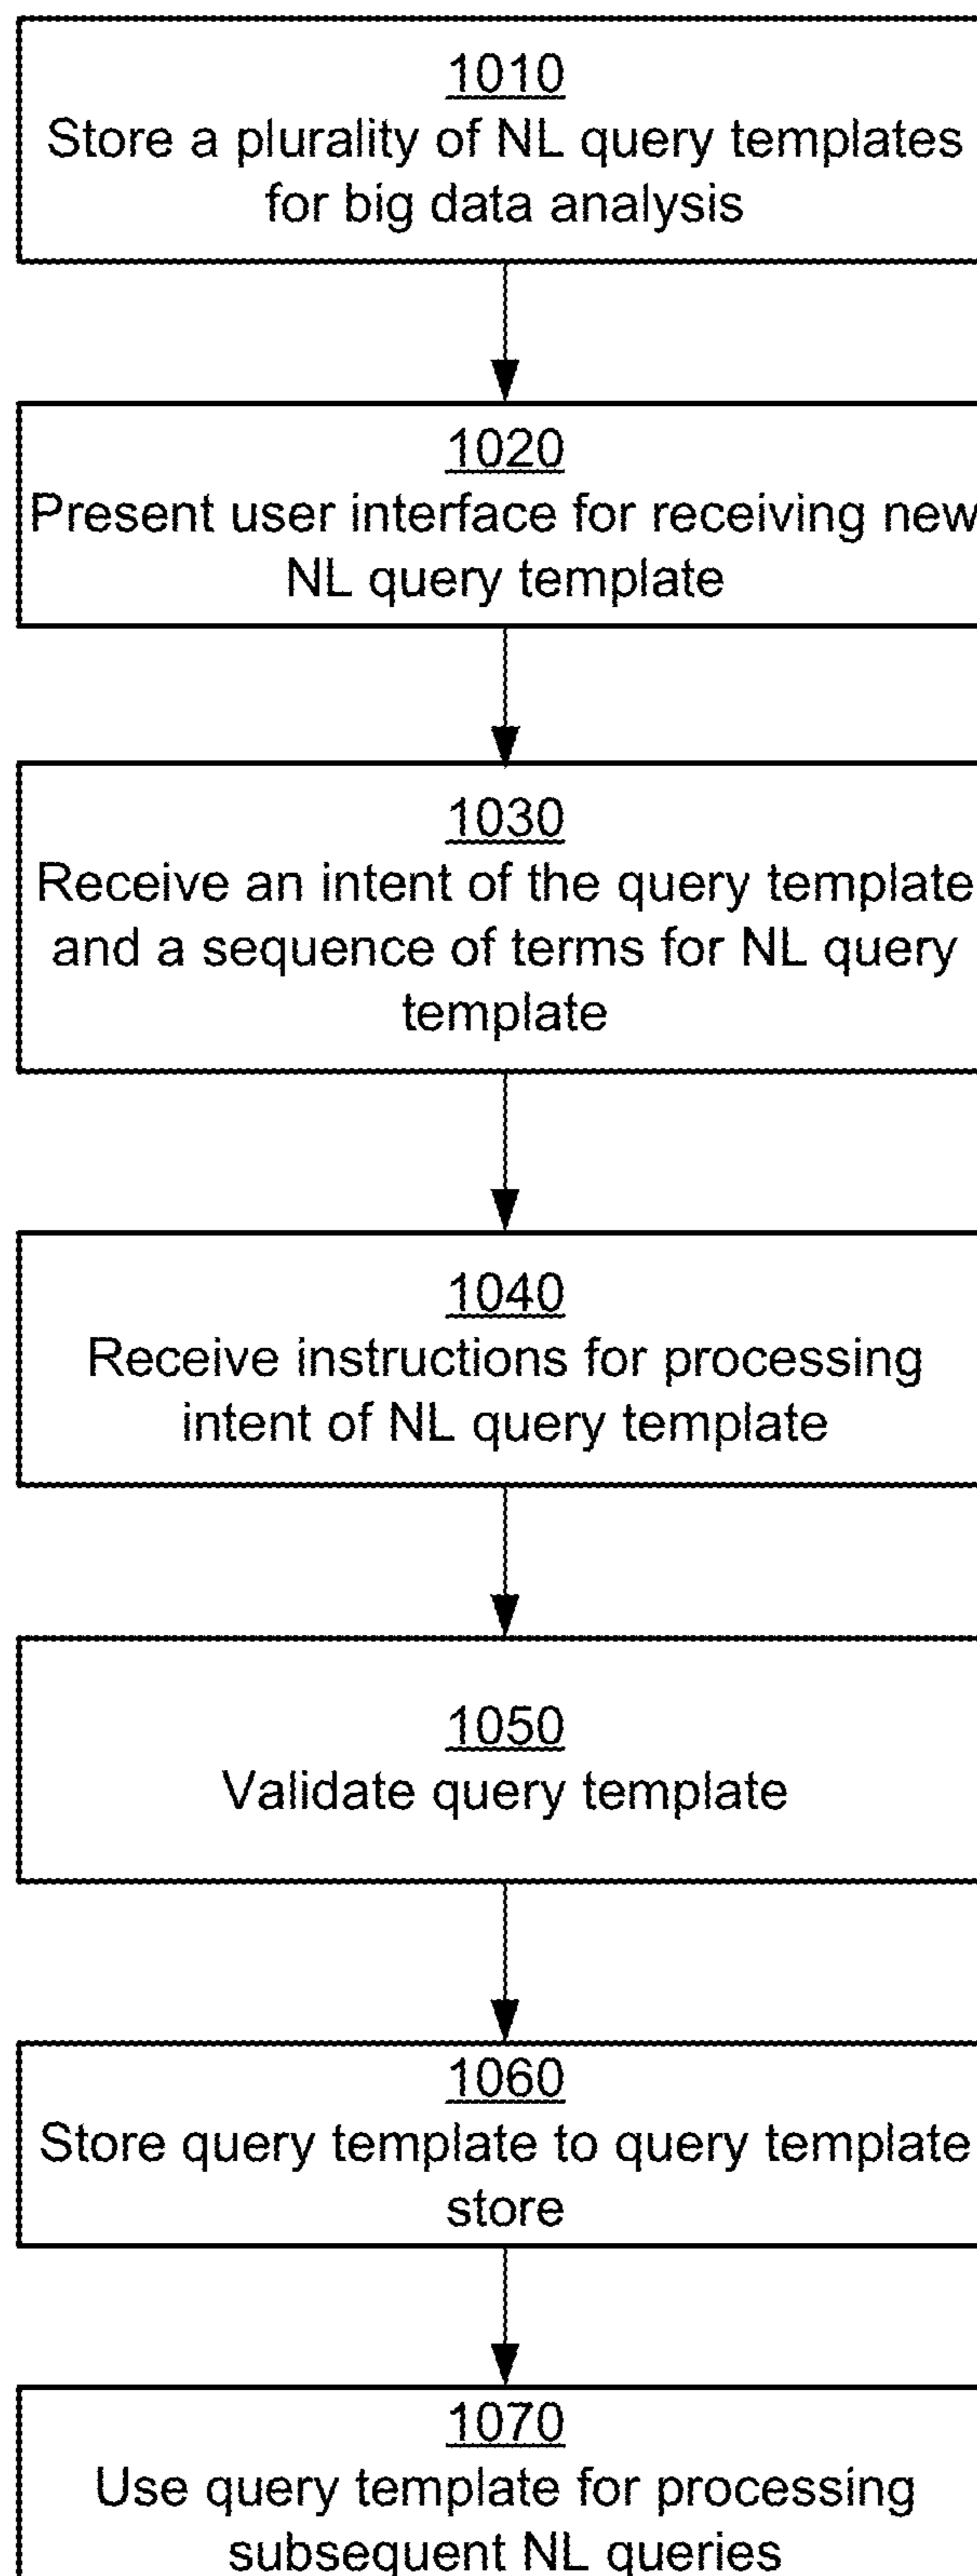 1010
Store a plurality of NL query templates
for big data analysis
1020
Present user interface for receiving new
NL query template
1030
Receive an intent of the query template
and a sequence of terms for NL query
template
1040
Receive instructions for processing
intent of NL query template
1050
Validate query template
1060
Store query template to query template
store
1070
Use query template for processing
subsequent NL queries